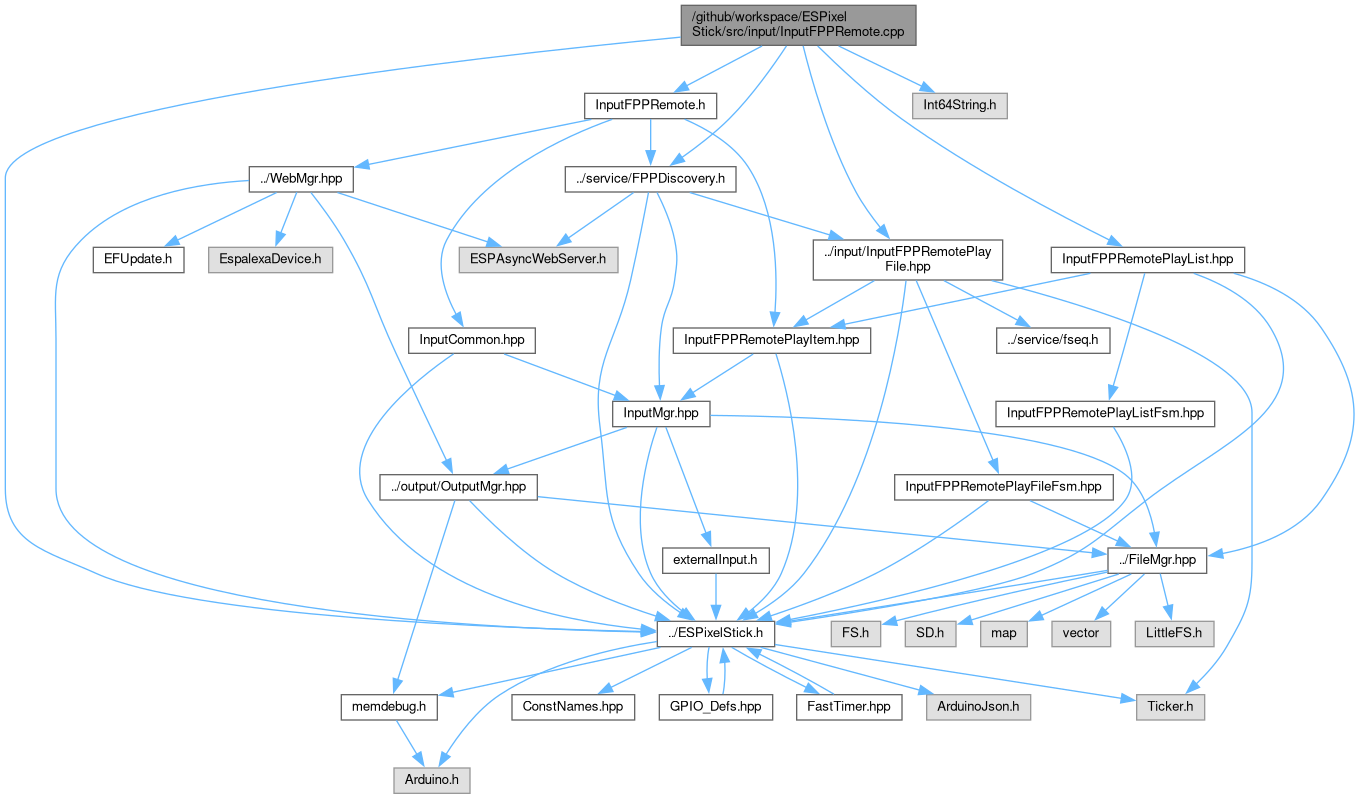 /github/workspace/ESPixel
Stick/src/input/InputFPPRemote.cpp
InputFPPRemote.h
Int64String.h
../WebMgr.hpp
../service/FPPDiscovery.h
EFUpdate.h
EspalexaDevice.h
ESPAsyncWebServer.h
../input/InputFPPRemotePlay
File.hpp
InputFPPRemotePlayList.hpp
InputCommon.hpp
InputFPPRemotePlayItem.hpp
../service/fseq.h
InputMgr.hpp
InputFPPRemotePlayListFsm.hpp
../output/OutputMgr.hpp
InputFPPRemotePlayFileFsm.hpp
externalInput.h
../FileMgr.hpp
../ESPixelStick.h
FS.h
SD.h
map
vector
LittleFS.h
memdebug.h
ConstNames.hpp
GPIO_Defs.hpp
FastTimer.hpp
ArduinoJson.h
Ticker.h
Arduino.h